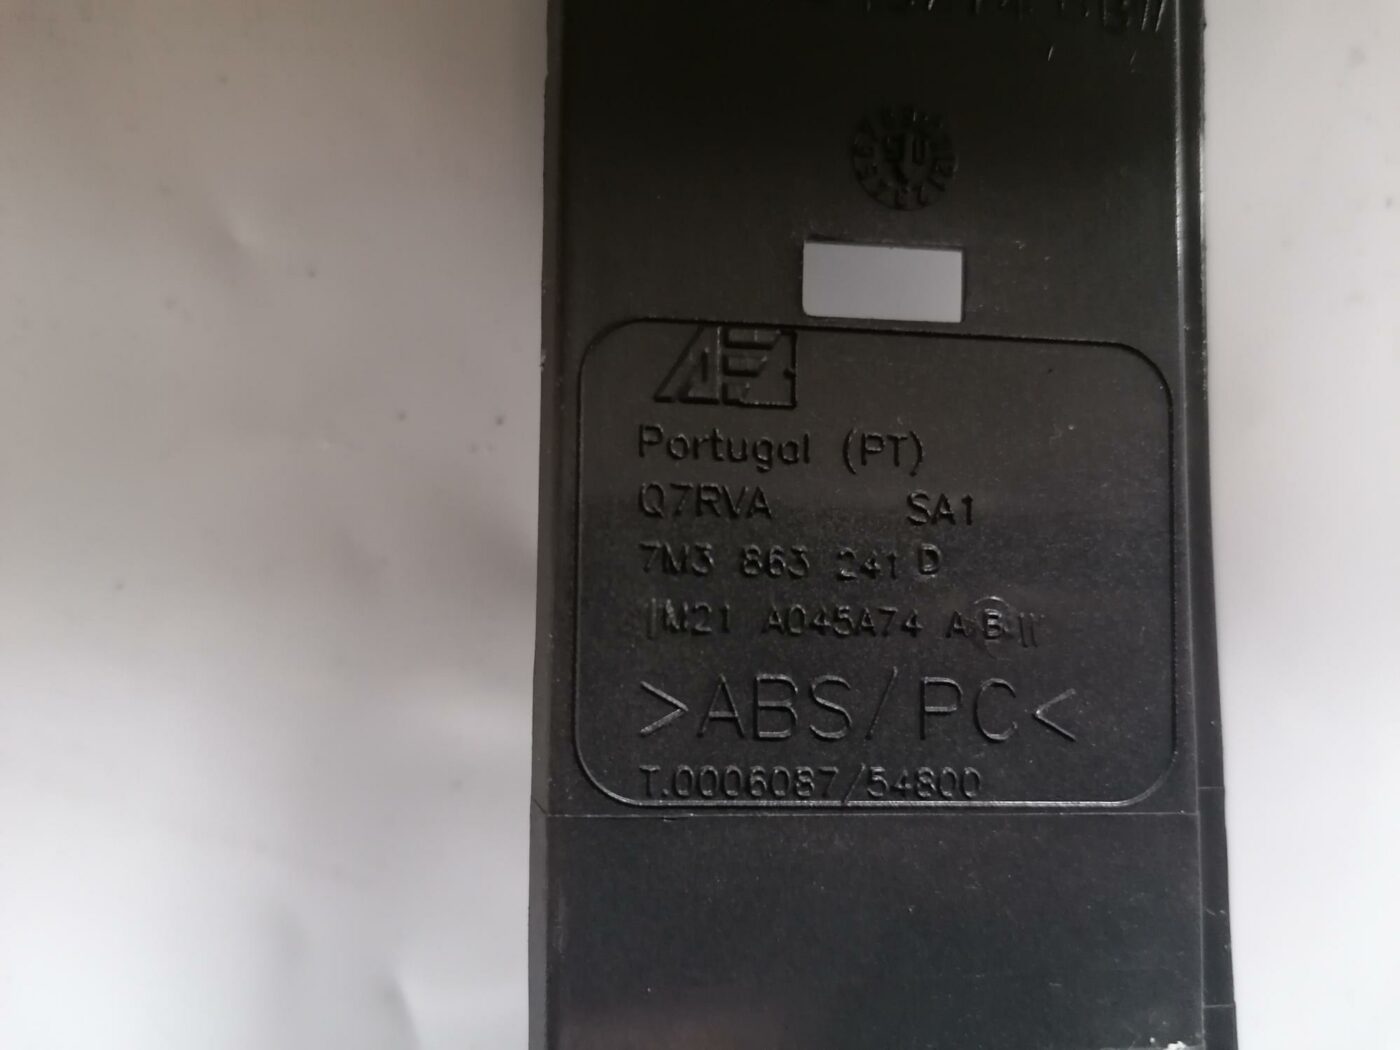 Portugal (PT)
Q7RVA SA1
7M3 863 241 D
M21 A045A74 A B
>ABS/PC<
T.0006087/54800